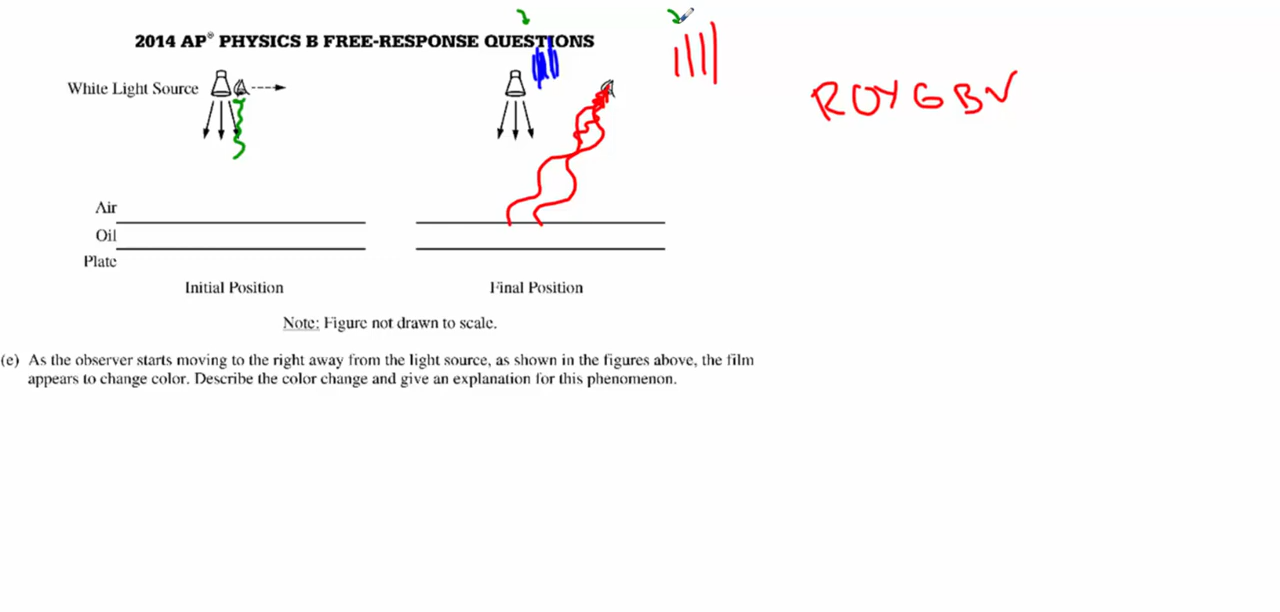 2014 AP® PHYSICS B FREE-RESPONSE QUESTIONS
White Light Source
ROYGBV
Air
Oil
Plate
Initial Position
Final Position
Note: Figure not drawn to scale.
(e) As the observer starts moving to the right away from the light source, as shown in the figures above, the film
appears to change color. Describe the color change and give an explanation for this phenomenon.